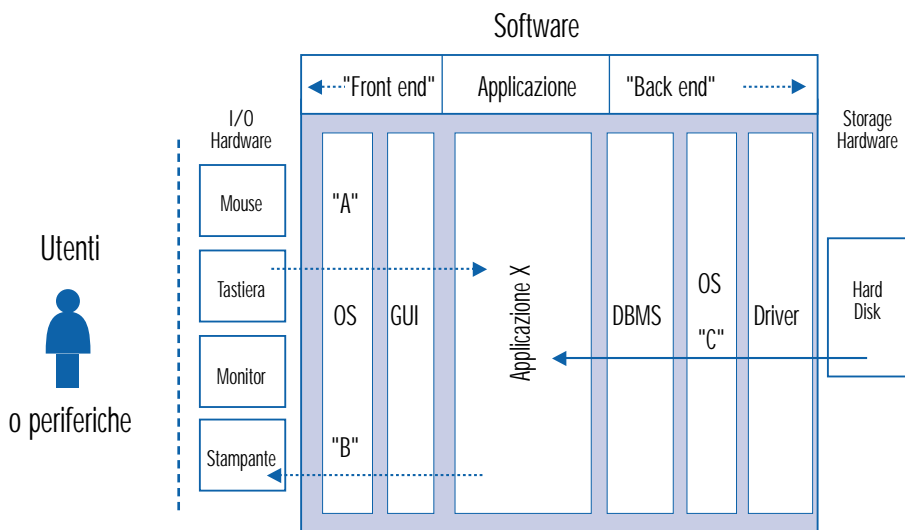 Software
"Front end"
Applicazione
"Back end"
I/O
Hardware
Storage
Hardware
Utenti
o periferiche
Mouse
Tastiera
Monitor
Stampante
"A"
OS
"B"
GUI
Applicazione X
DBMS
OS
"C"
Driver
Hard
Disk